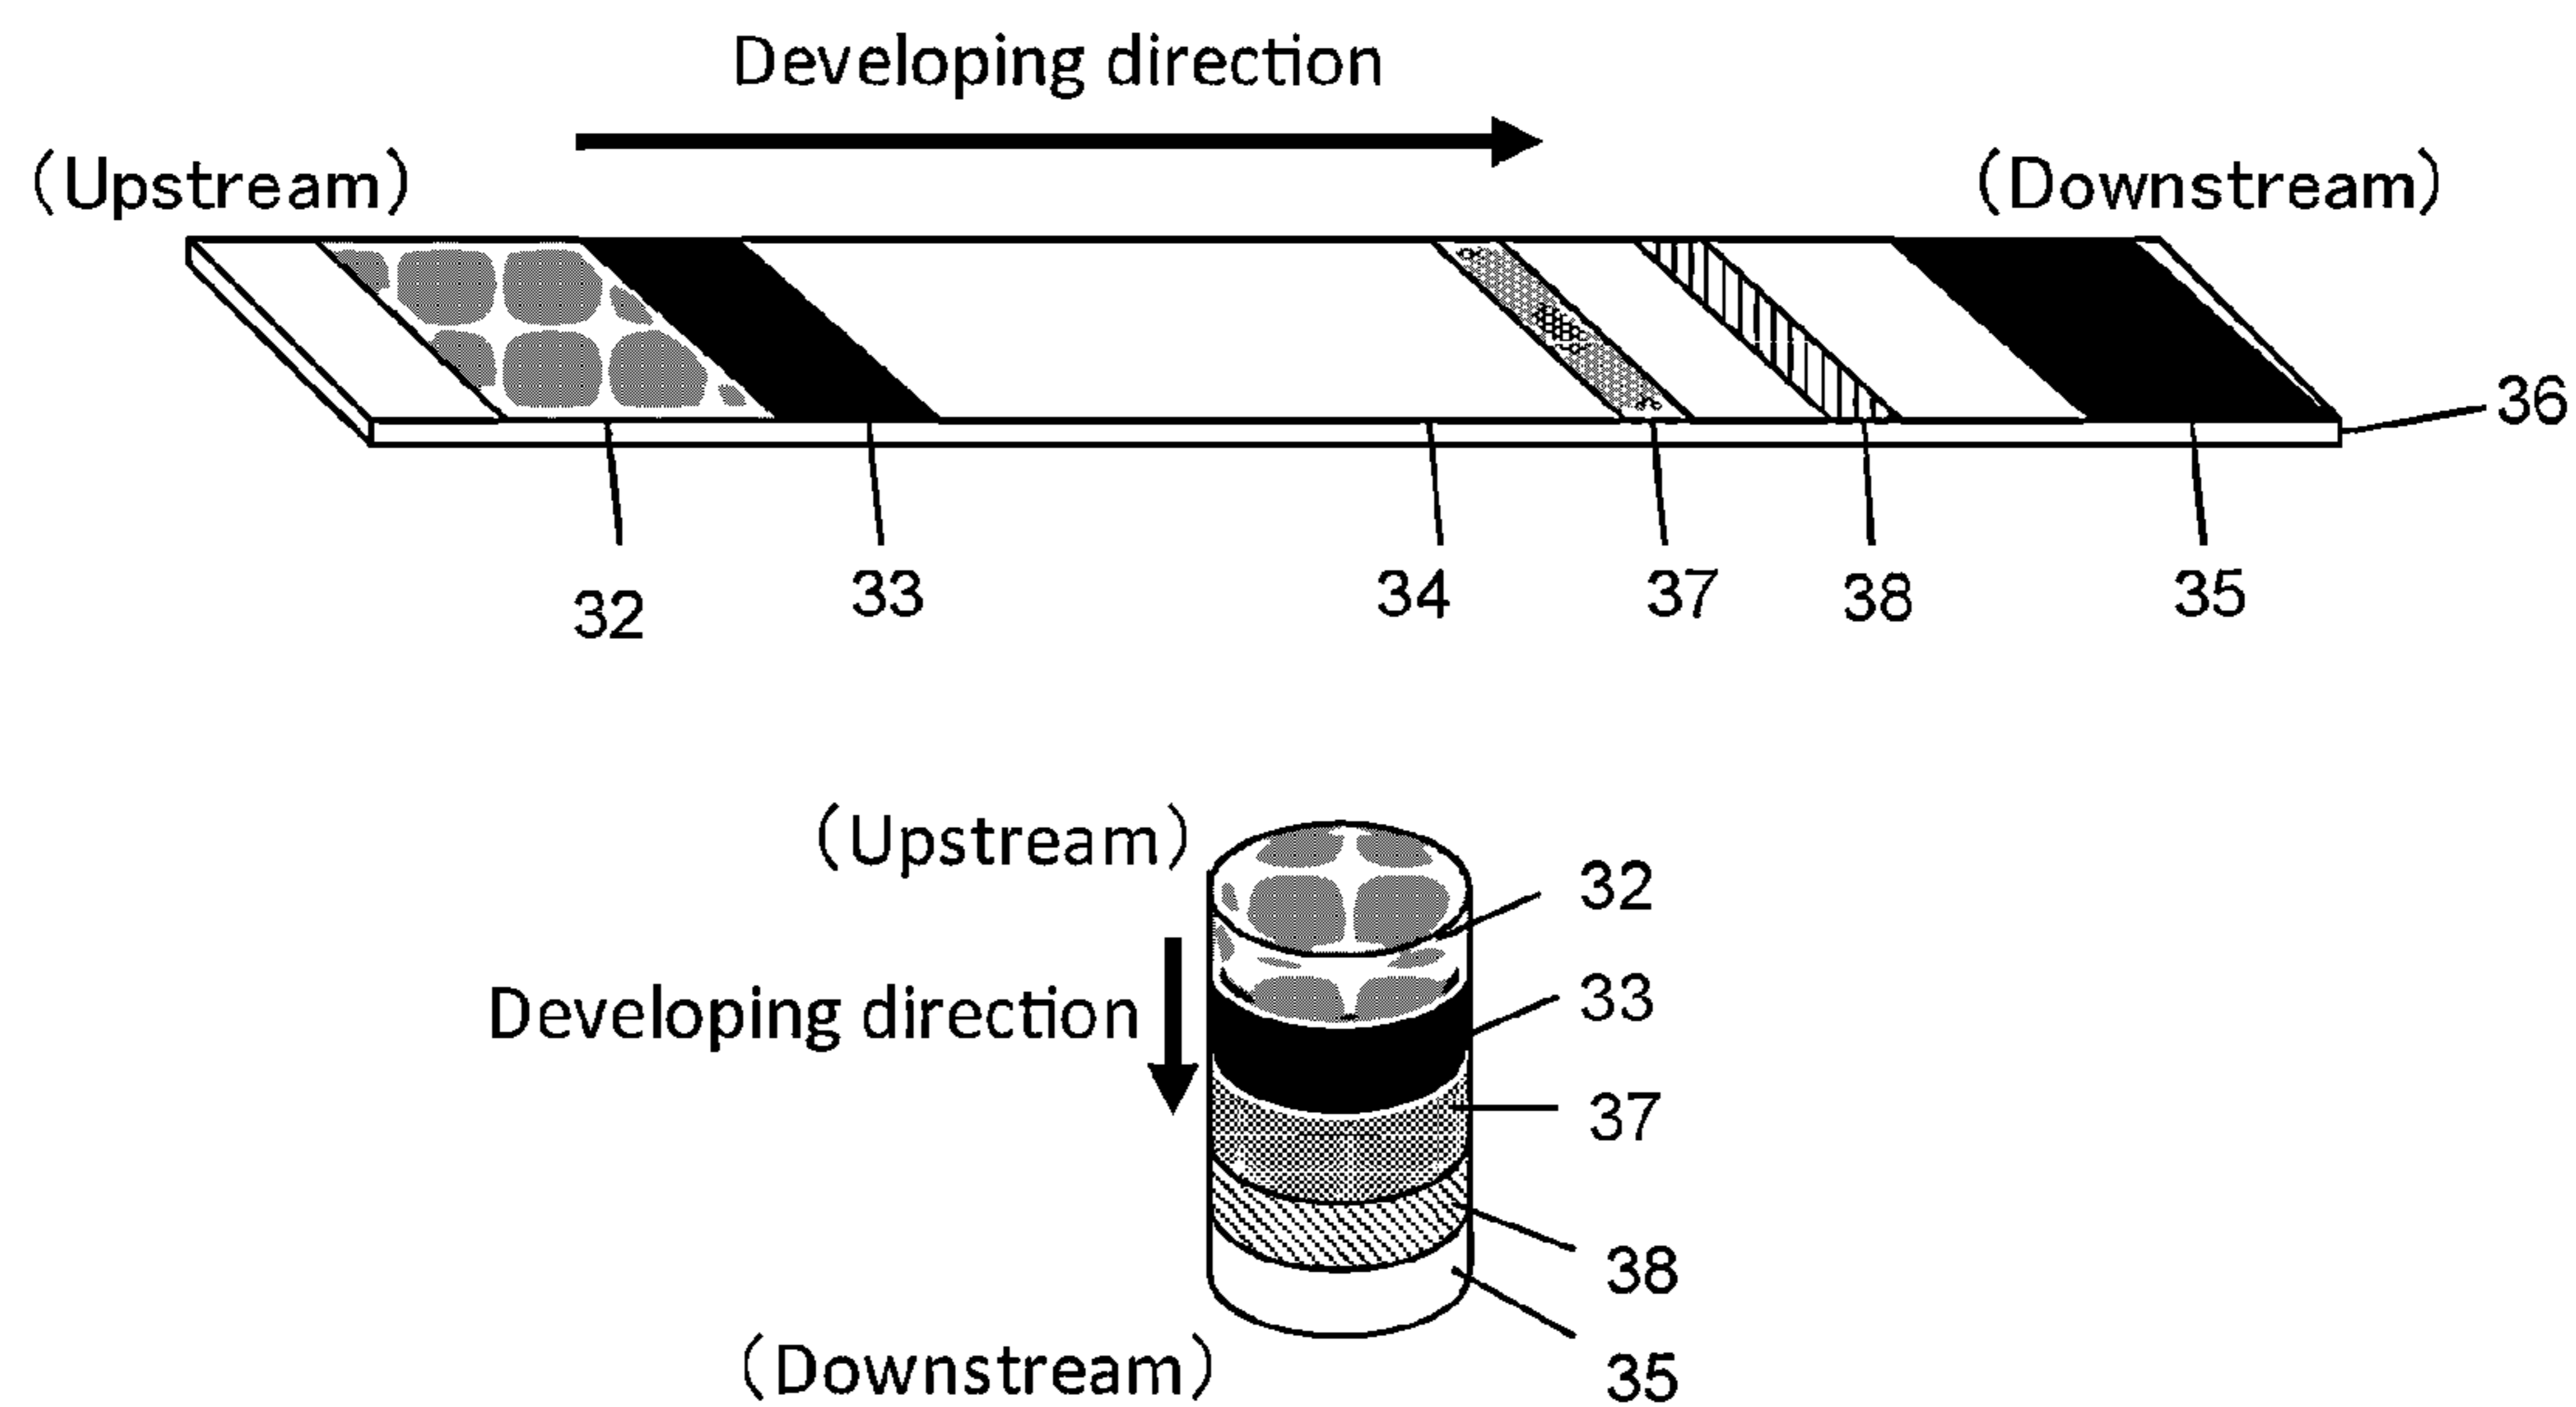 Developing direction
(Upstream)
(Downstream)
36
32
33
34
37
38
35
(Upstream)
32
33
Developing direction
37
38
(Downstream)
35